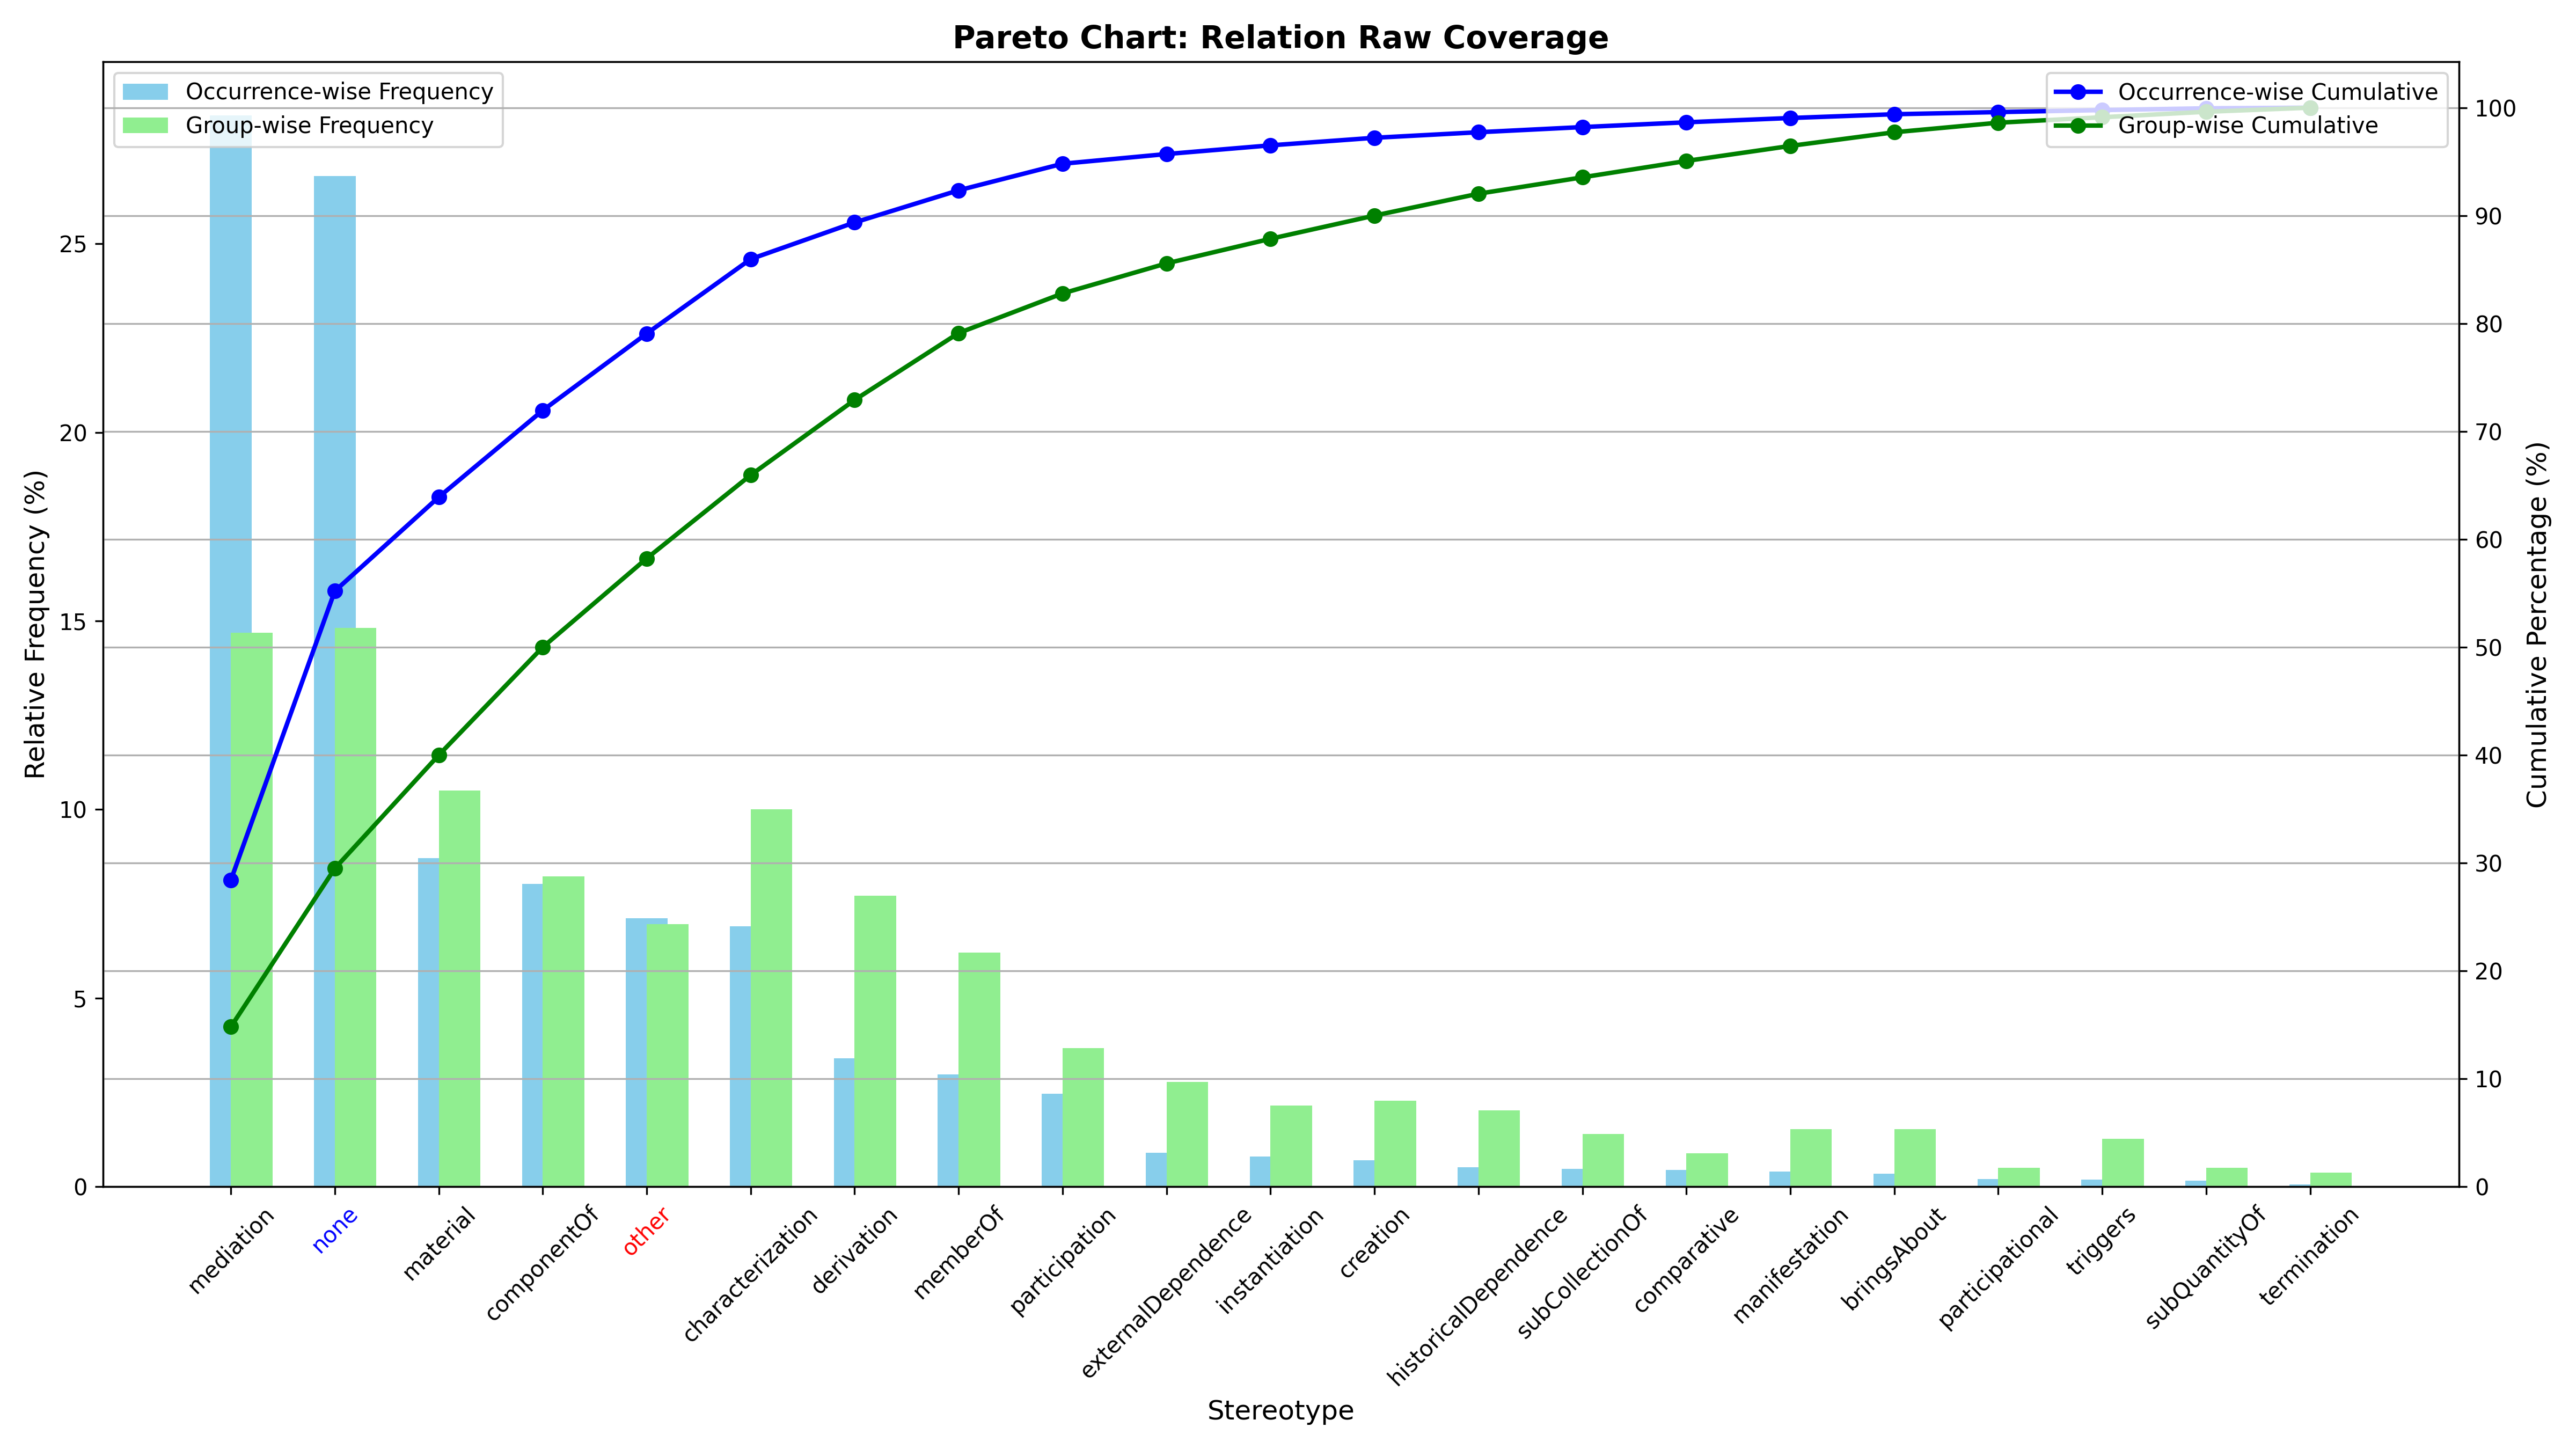 Pareto Chart: Relation Raw Coverage
Occurrence-wise Frequency
Group-wise Frequency
Occurrence-wise Cumulative
Group-wise Cumulative
Relative Frequency (%)
25
20
15
10
5
0
Cumulative Percentage (%)
100
90
80
70
60
50
40
30
20
10
0
mediation
none
material
componentOf
other
characterization
derivation
memberOf
participation
externalDependence
instantiation
creation
historicalDependence
subCollectionOf
comparative
manifestation
bringsAbout
participational
triggers
subQuantityOf
termination
Stereotype